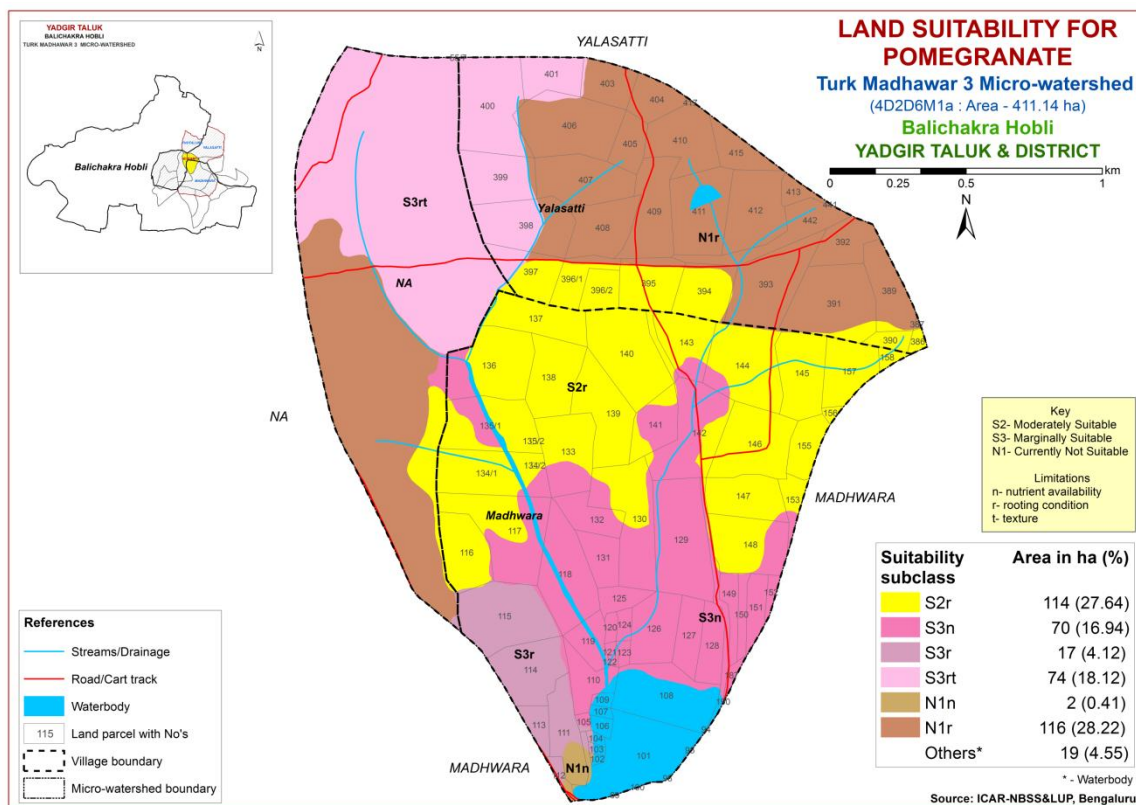 YADGIR TALUK
BALICHAKRA HOBLI
TURK MADHAWAR 3 MICRO-WATERSHED
N
Balichakra Hobli
LAND SUITABILITY FOR
POMEGRANATE
Turk Madhawar 3 Micro-watershed
(4D2D6M1a : Area - 411.14 ha)
Balichakra Hobli
YADGIR TALUK & DISTRICT
km
0 0.25 0.5 1
N
YALASATTI
401
403
404
400
406
405
410
415
399
407
413
S3rt
Yalasatti
409
411
412
442
398
408
N1r
392
397
396/1
396/2
395
394
393
391
389
NA
137
143
390
386
136
140
144
145
157
158
138
S2r
139
156
NA
135/1
141
142
146
155
135/2
133
134/1
134/2
147
153
MADHWARA
Madhwara
117
132
130
148
116
131
129
118
115
125
149
150
151
120
124
126
S3n
119
127
128
S3r
121
123
122
114
110
108
109
107
113
111
105
106
104
103
102
101
N1n
MADHWARA
Key
S2- Moderately Suitable
S3- Marginally Suitable
N1- Currently Not Suitable
Limitations
n- nutrient availability
r- rooting condition
t- texture
Suitability subclass Area in ha (%)
S2r 114 (27.64)
S3n 70 (16.94)
S3r 17 (4.12)
S3rt 74 (18.12)
N1n 2 (0.41)
N1r 116 (28.22)
Others* 19 (4.55)
* - Waterbody
Source: ICAR-NBSS&LUP, Bengaluru
References
Streams/Drainage
Road/Cart track
Waterbody
115 Land parcel with No's
Village boundary
Micro-watershed boundary